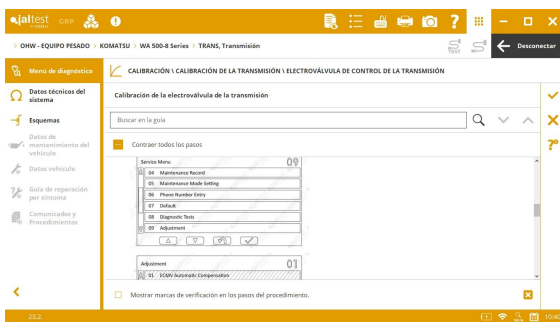 jaltest GRP
OHW - EQUIPO PESADO > KOMATSU > WA 500-8 Series > TRANS, Transmisión
TEST
Desconectar
Menú de diagnóstico
CALIBRACIÓN \ CALIBRACIÓN DE LA TRANSMISIÓN \ ELECTROVÁLVULA DE CONTROL DE LA TRANSMISIÓN
Datos técnicos del
sistema
Esquemas
Datos de
mantenimiento del
vehículo
Datos vehículo
Guía de reparación
por síntoma
Comunicados y
Procedimientos
Calibración de la electroválvula de la transmisión
Buscar en la guía
Contraer todos los pasos
Service Menu 09
04 Maintenance Record
05 Maintenance Mode Setting
06 Phone Number Entry
07 Default
08 Diagnostic Tests
09 Adjustment
Adjustment 01
01 ECMV Automatic Compensation
Mostrar marcas de verificación en los pasos del procedimiento.
23.2.